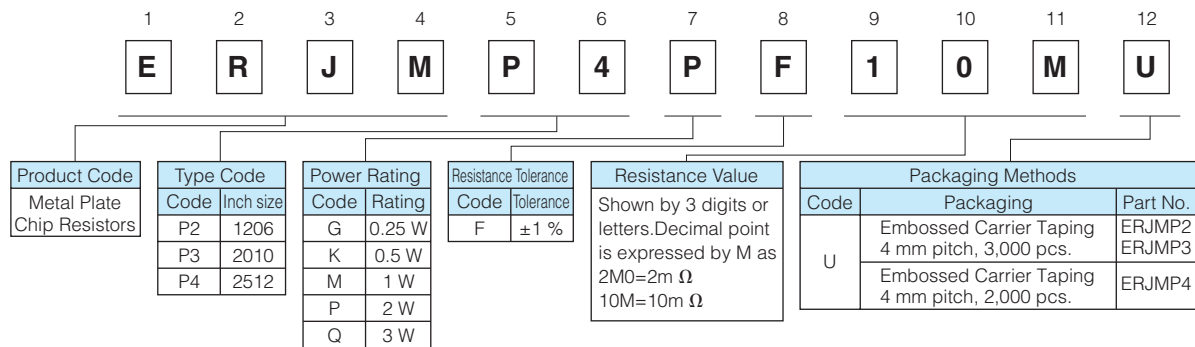 1 2 3 4 5 6 7 8 9 10 11 12
E R J M P 4 P F 1 0 M U
Product Code
Metal Plate
Chip Resistors
Type Code
Code Inch size
P2 1206
P3 2010
P4 2512
Power Rating
Code Rating
G 0.25 W
K 0.5 W
M 1 W
P 2 W
Q 3 W
Resistance Tolerance
Code Tolerance
F ±1 %
Resistance Value
Shown by 3 digits or
letters.Decimal point
is expressed by M as
2M0=2m Ω
10M=10m Ω
Packaging Methods
Code Packaging Part No.
U
Embossed Carrier Taping
4 mm pitch, 3,000 pcs.
ERJMP2
ERJMP3
Embossed Carrier Taping
4 mm pitch, 2,000 pcs.
ERJMP4